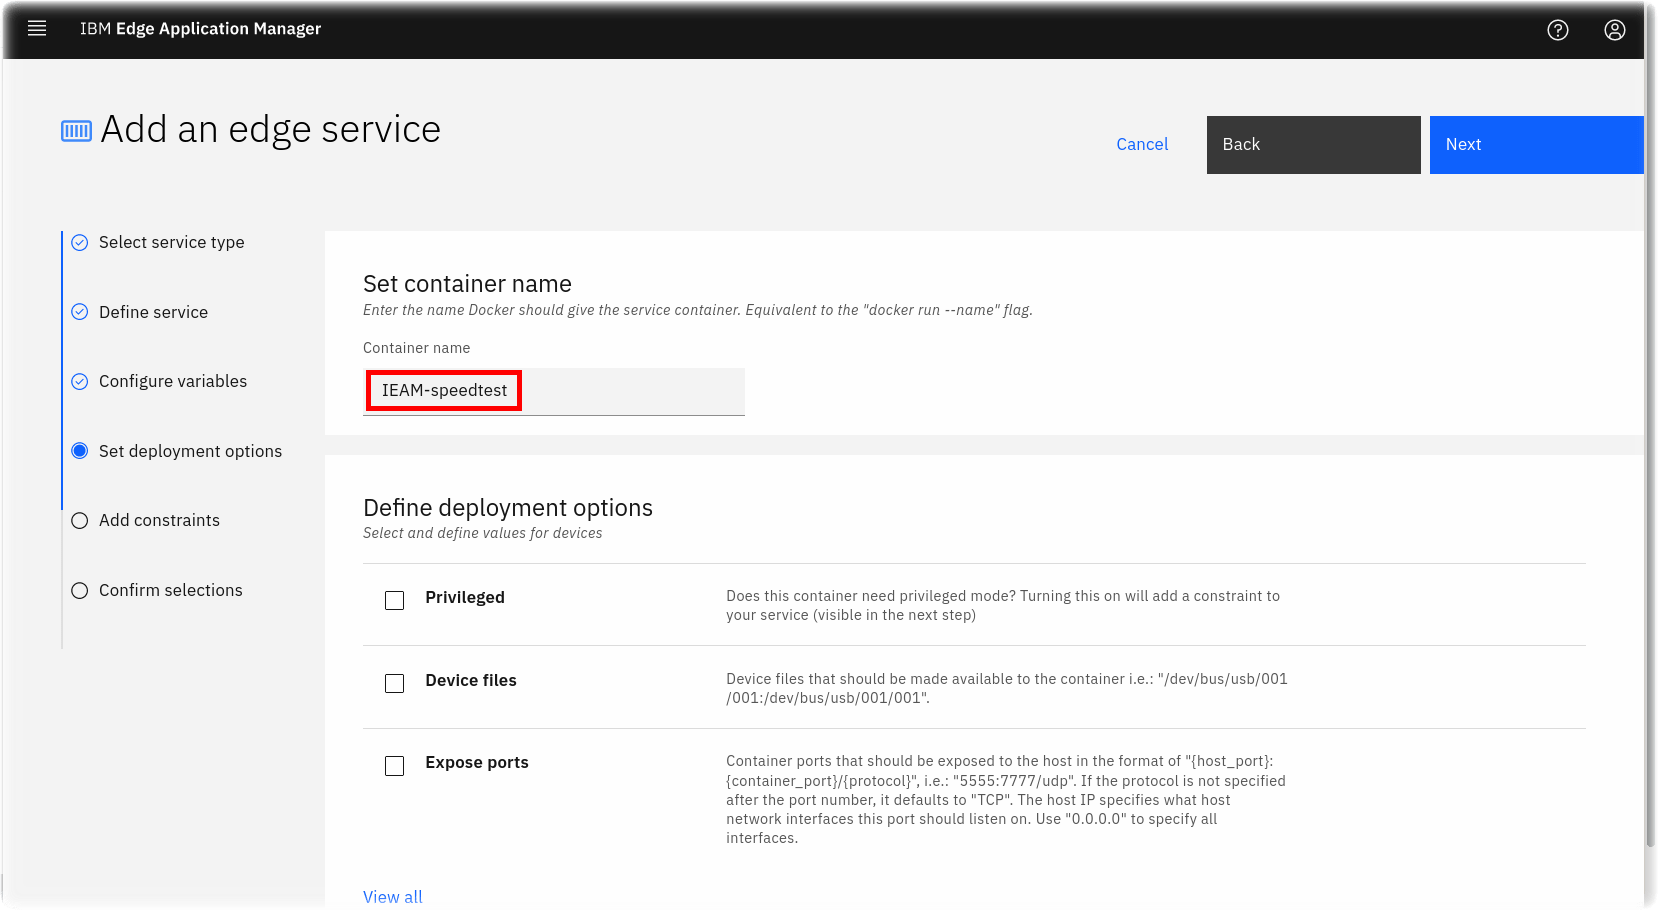 IBM Edge Application Manager
Add an edge service
Cancel
Back
Next
Select service type
Define service
Configure variables
Set deployment options
Add constraints
Confirm selections
Set container name
Enter the name Docker should give the service container. Equivalent to the "docker run --name" flag.
Container name
IEAM-speedtest
Define deployment options
Select and define values for devices
Privileged
Does this container need privileged mode? Turning this on will add a constraint to
your service (visible in the next step)
Device files
Device files that should be made available to the container i.e.: "/dev/bus/usb/001
/001:/dev/bus/usb/001/001".
Expose ports
Container ports that should be exposed to the host in the format of "{host_port}:
{container_port}/{protocol}", i.e.: "5555:7777/udp". If the protocol is not specified
after the port number, it defaults to "TCP". The host IP specifies what host
network interfaces this port should listen on. Use "0.0.0.0" to specify all
interfaces.
View all